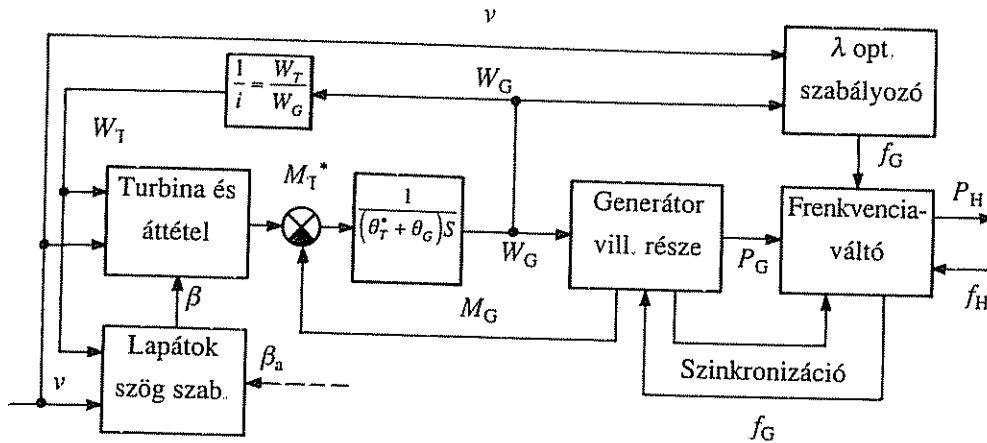 v
λ opt.
szabályozó
1/i = W_T/W_G
W_G
W_T
f_G
Turbina és
áttétel
M_T*
1/((θ_T* + θ_G)S)
Generátor
vill. része
Frenkvencia-
váltó
P_H
W_G
P_G
f_H
β
M_G
Lapátok
szög szab.
β_a
v
Szinkronizáció
f_G